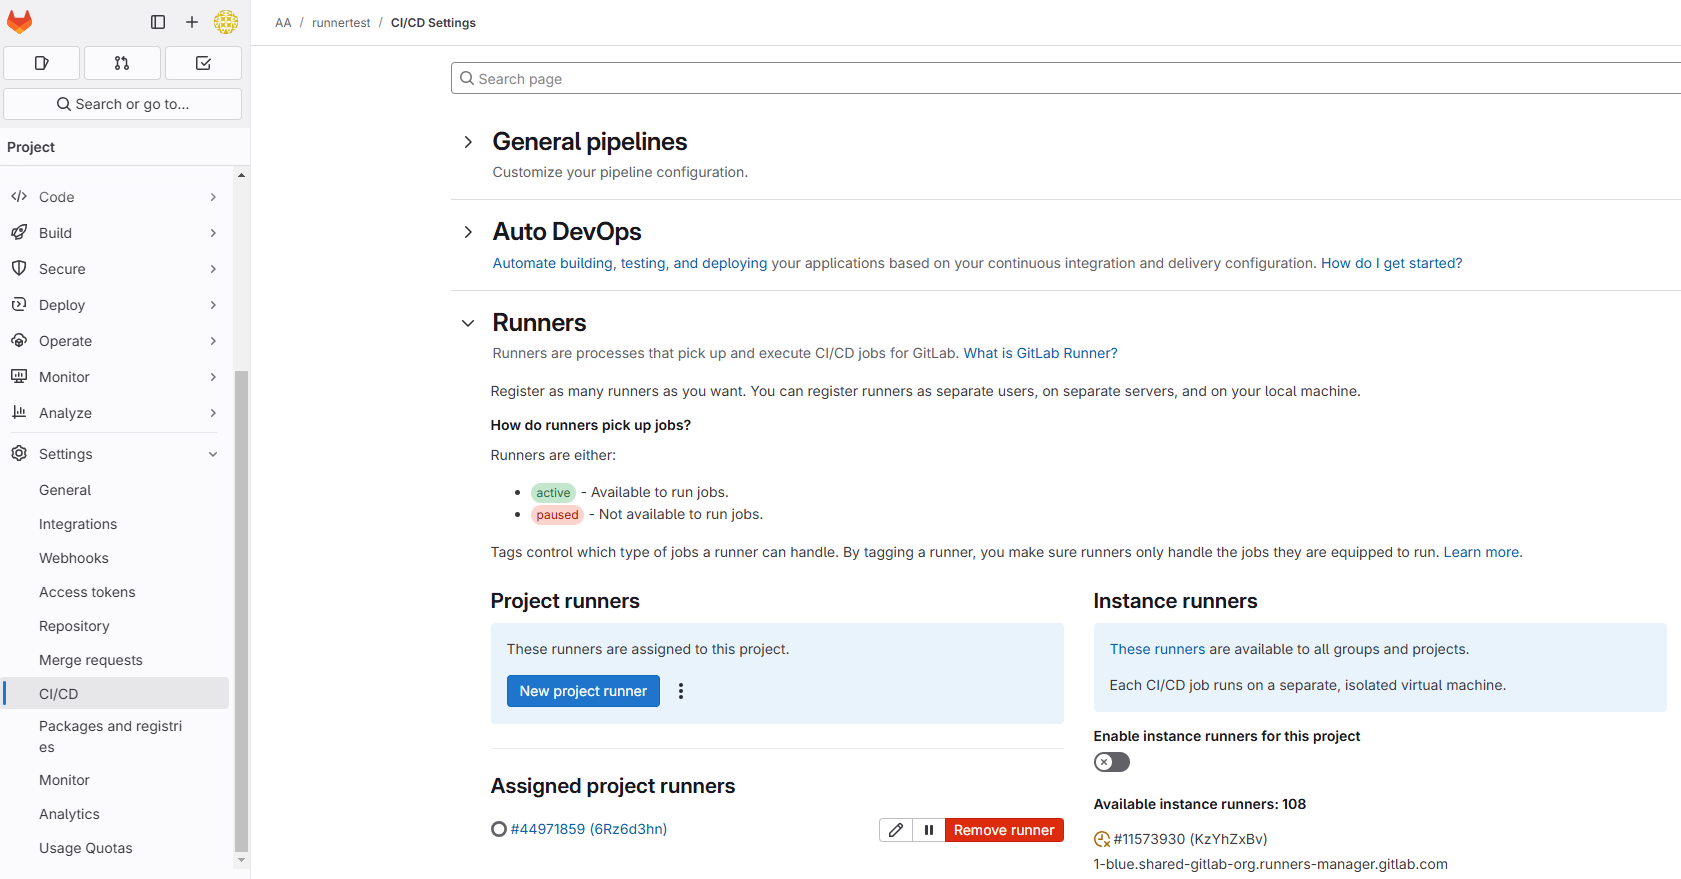 AA / runnertest / CI/CD Settings
Search or go to...
Project
Code
Build
Secure
Deploy
Operate
Monitor
Analyze
Settings
General
Integrations
Webhooks
Access tokens
Repository
Merge requests
CI/CD
Packages and registri
es
Monitor
Analytics
Usage Quotas
Search page
General pipelines
Customize your pipeline configuration.
Auto DevOps
Automate building, testing, and deploying your applications based on your continuous integration and delivery configuration. How do I get started?
Runners
Runners are processes that pick up and execute CI/CD jobs for GitLab. What is GitLab Runner?
Register as many runners as you want. You can register runners as separate users, on separate servers, and on your local machine.
How do runners pick up jobs?
Runners are either:
active - Available to run jobs.
paused - Not available to run jobs.
Tags control which type of jobs a runner can handle. By tagging a runner, you make sure runners only handle the jobs they are equipped to run. Learn more.
Project runners
These runners are assigned to this project.
New project runner
Assigned project runners
#44971859 (6Rz6d3hn)
Remove runner
Instance runners
These runners are available to all groups and projects.
Each CI/CD job runs on a separate, isolated virtual machine.
Enable instance runners for this project
Available instance runners: 108
#11573930 (KzYhZxBv)
1-blue.shared-gitlab-org.runners-manager.gitlab.com